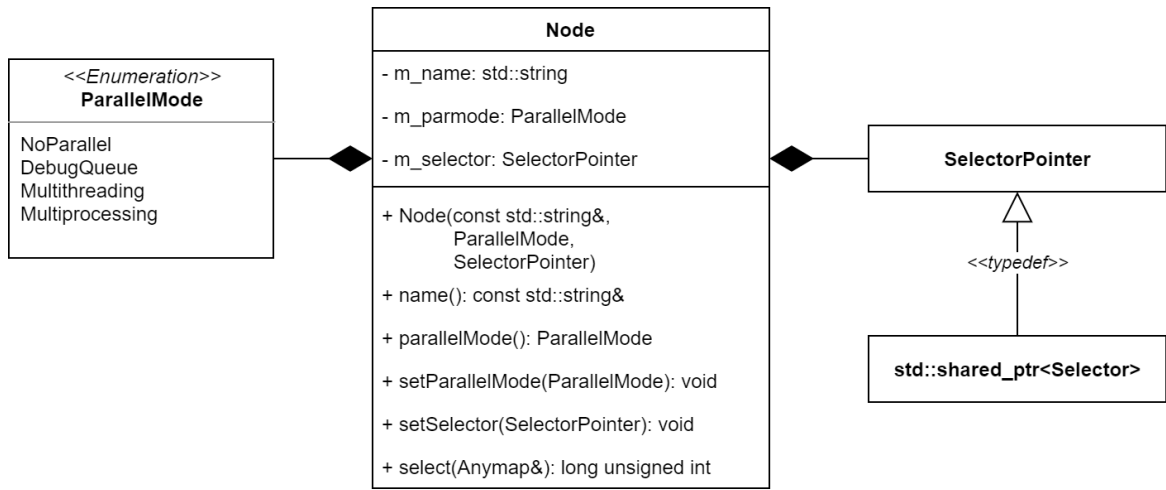 <<Enumeration>>
ParallelMode
NoParallel
DebugQueue
Multithreading
Multiprocessing
Node
- m_name: std::string
- m_parmode: ParallelMode
- m_selector: SelectorPointer
+ Node(const std::string&,
ParallelMode,
SelectorPointer)
+ name(): const std::string&
+ parallelMode(): ParallelMode
+ setParallelMode(ParallelMode): void
+ setSelector(SelectorPointer): void
+ select(Anymap&): long unsigned int
SelectorPointer
<<typedef>>
std::shared_ptr<Selector>